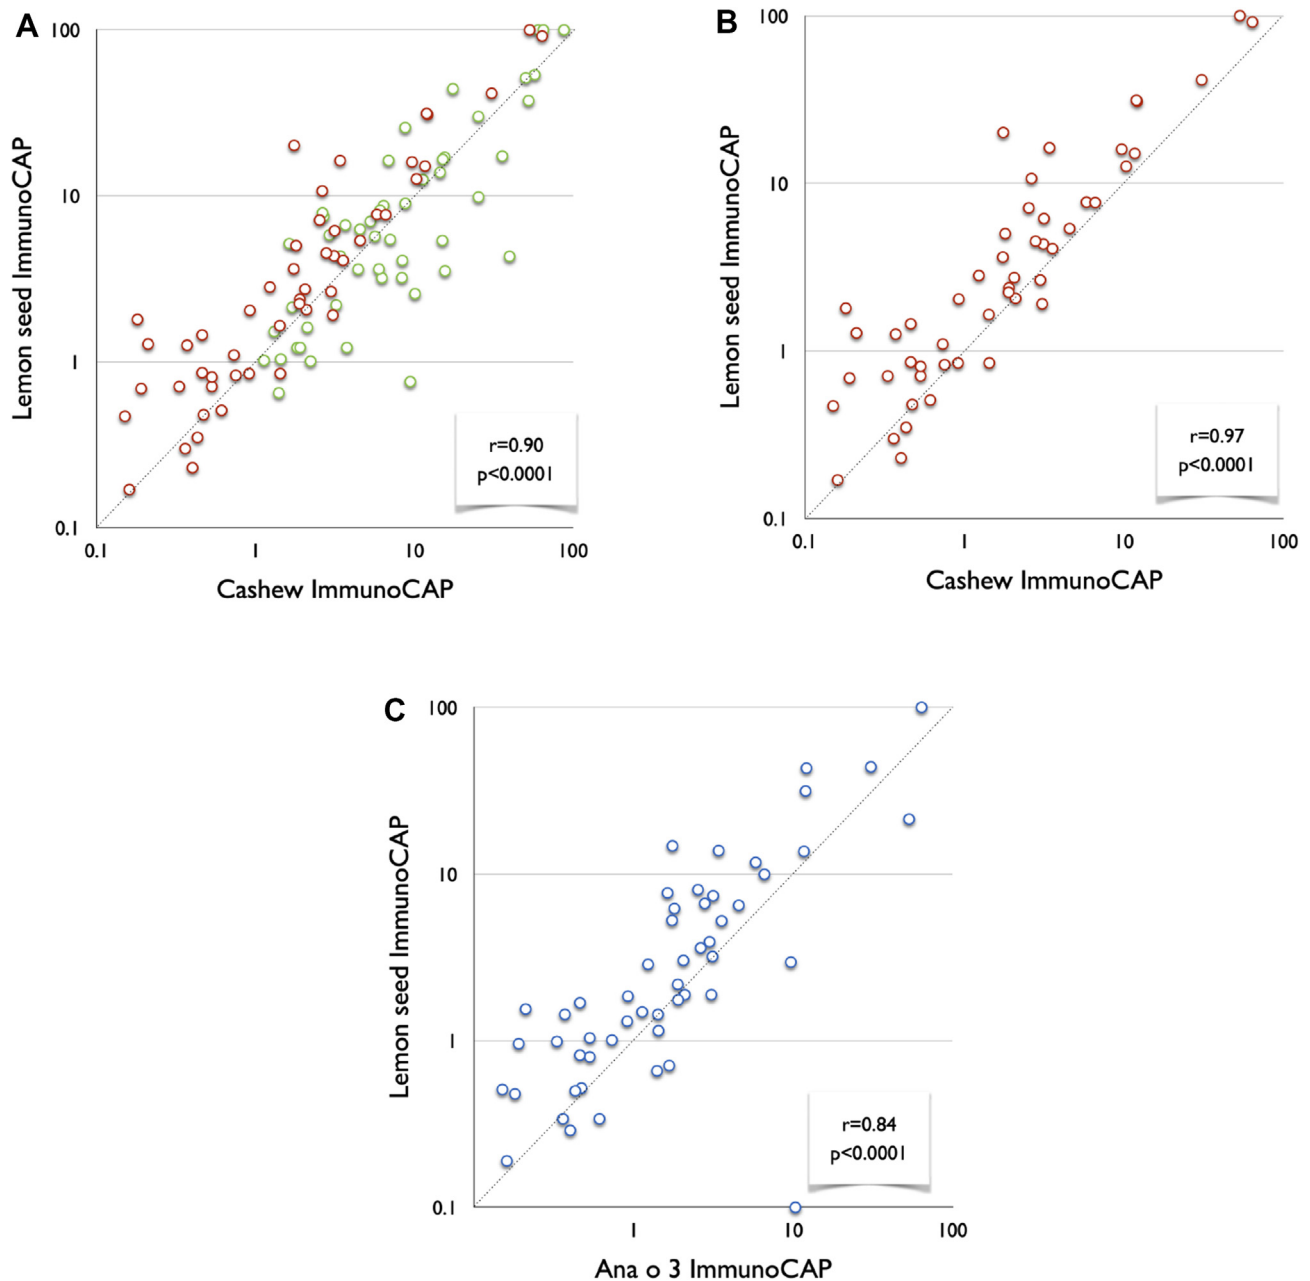 A
100
10
1
0.1
0.1 1 10 100
Lemon seed ImmunoCAP
Cashew ImmunoCAP
r=0.90
p<0.0001
B
100
10
1
0.1
0.1 1 10 100
Lemon seed ImmunoCAP
Cashew ImmunoCAP
r=0.97
p<0.0001
C
100
10
1
0.1
1 10 100
Lemon seed ImmunoCAP
Ana o 3 ImmunoCAP
r=0.84
p<0.0001